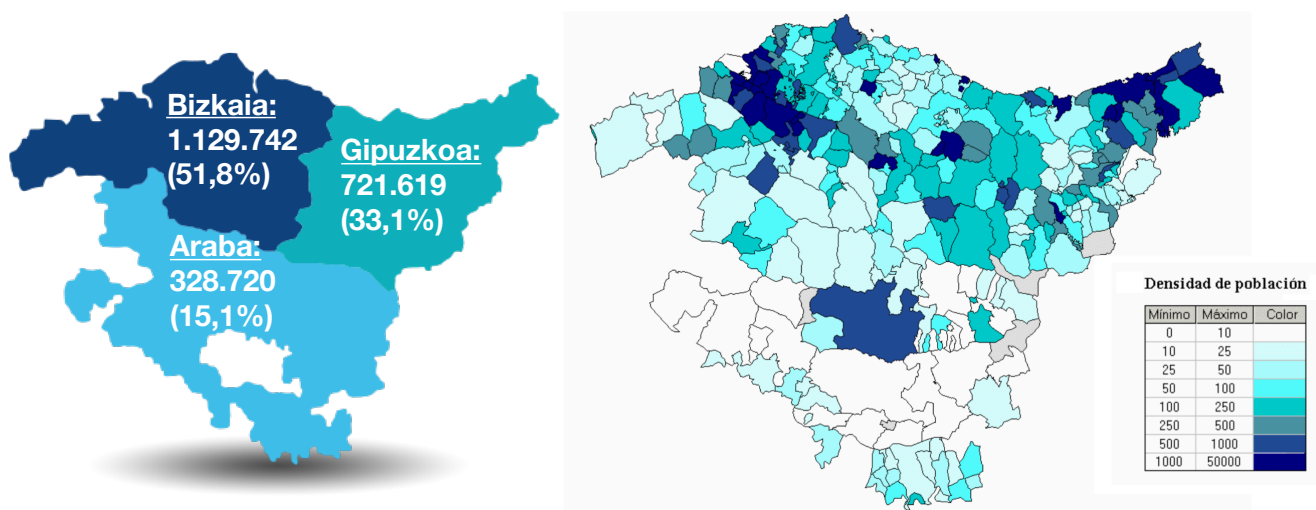 Bizkaia:
1.129.742
(51,8%)
Gipuzkoa:
721.619
(33,1%)
Araba:
328.720
(15,1%)
Densidad de población
Mínimo Máximo Color
0 10
10 25
25 50
50 100
100 250
250 500
500 1000
1000 50000